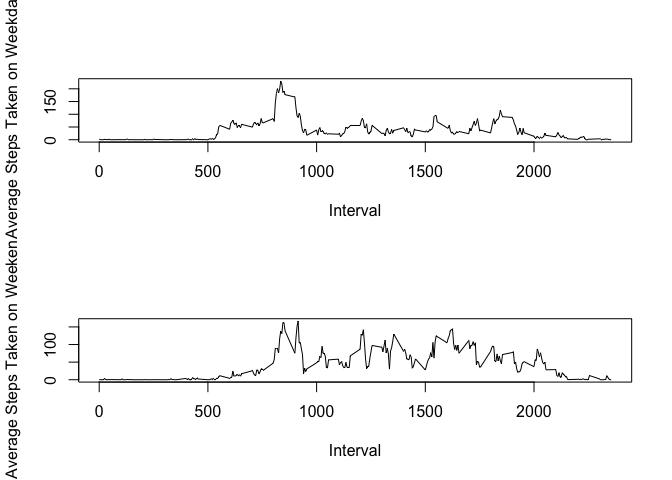 Average Steps Taken on Weekda
150
0
0 500 1000 1500 2000
Interval
Average Steps Taken on Weeken
100
0
0 500 1000 1500 2000
Interval